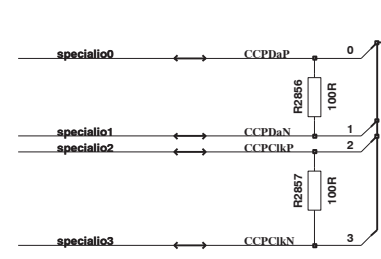 specialio0 CCPDaP 0
R2856 100R
specialio1 CCPDaN 1
specialio2 CCPClkP 2
R2857 100R
specialio3 CCPClkN 3